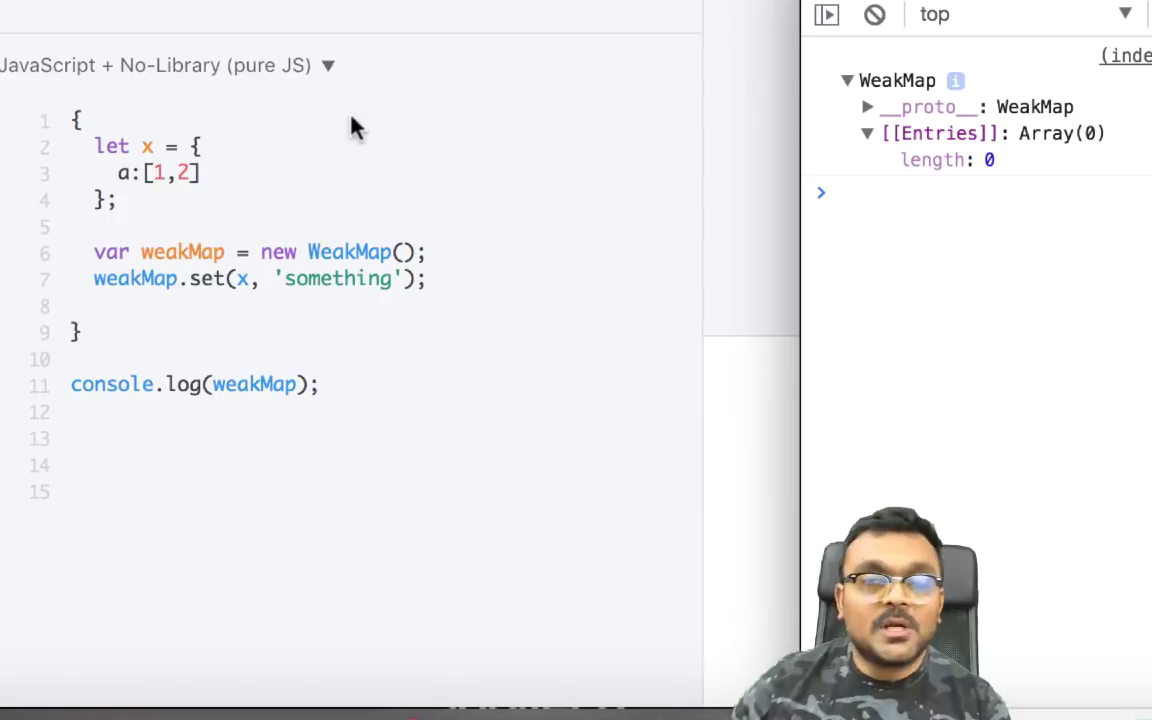 top
JavaScript + No-Library (pure JS) ▼
(inde
▼ WeakMap i
▶ __proto__: WeakMap
▼ [[Entries]]: Array(0)
length: 0
>
1 {
2 let x = {
3 a:[1,2]
4 };
5
6 var weakMap = new WeakMap();
7 weakMap.set(x, 'something');
8
9 }
10
11 console.log(weakMap);
12
13
14
15